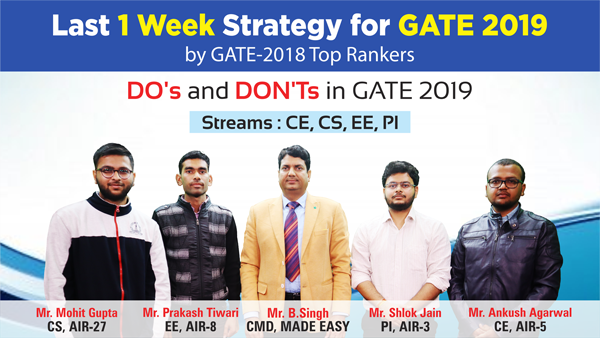 Last 1 Week Strategy for GATE 2019
by GATE-2018 Top Rankers
DO's and DON'Ts in GATE 2019
Streams : CE, CS, EE, PI
Mr. Mohit Gupta
CS, AIR-27
Mr. Prakash Tiwari
EE, AIR-8
Mr. B.Singh
CMD, MADE EASY
Mr. Shlok Jain
PI, AIR-3
Mr. Ankush Agarwal
CE, AIR-5